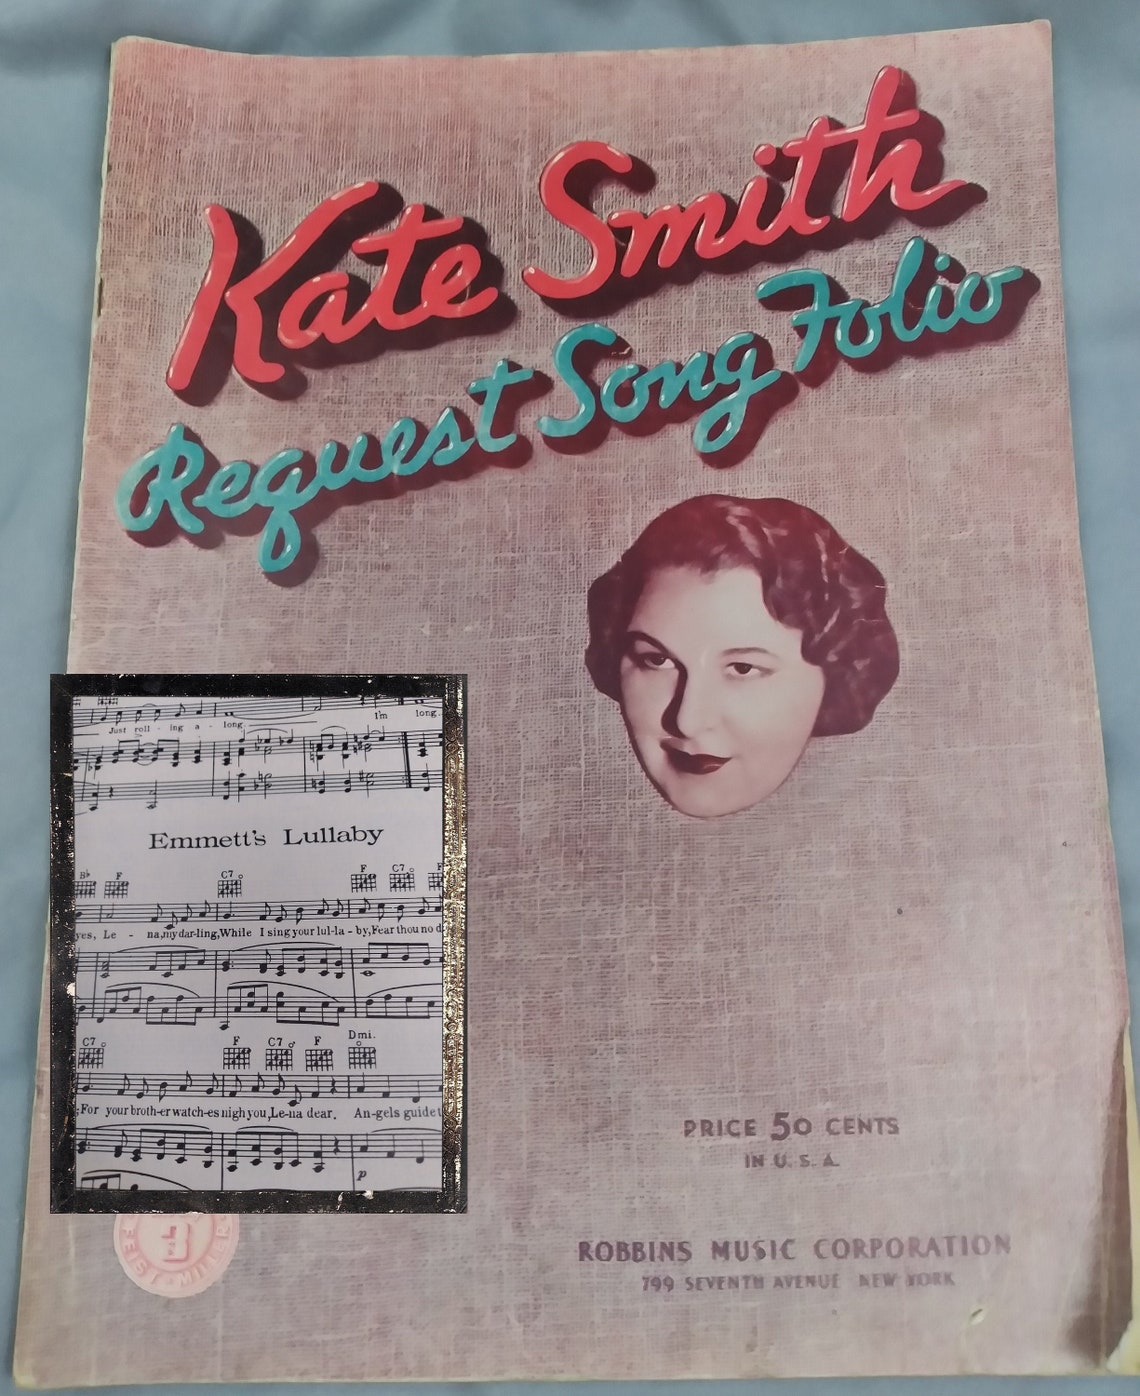 Kate Smith
Request Song Folio
Just roll - ing a - long. I'm long.
Emmett's Lullaby
B♭ F C7 F C7 F
yes, Le - na, my dar-ling, While I sing your lul-la-by, Fear thou no d
C7 F C7 F Dmi.
For your broth-er watch-es nigh you, Le-na dear. An-gels guide t
p
PRICE 50 CENTS
IN U. S. A.
3
FEIST • MILLER
ROBBINS MUSIC CORPORATION
799 SEVENTH AVENUE NEW YORK